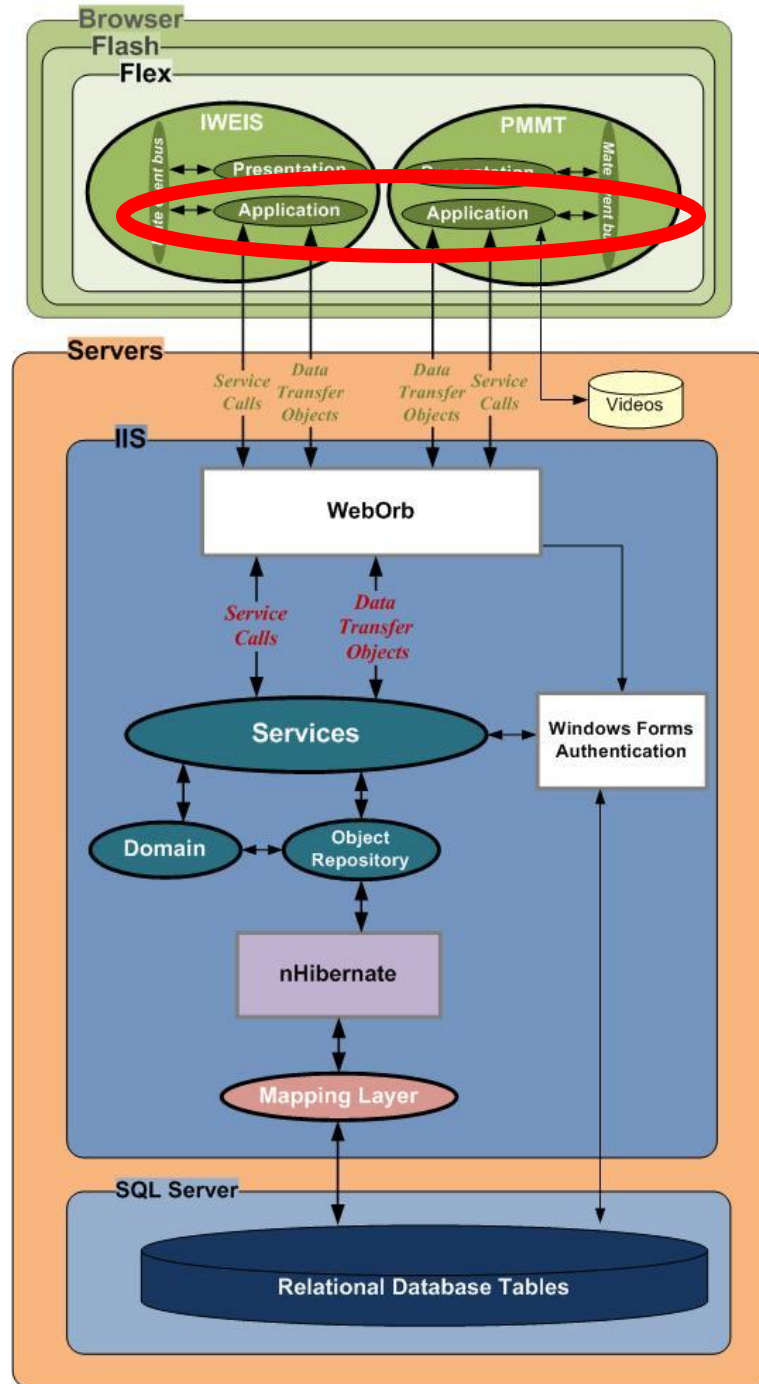 Browser
Flash
Flex
IWEIS
PMMT
Presentation
Application
Application
Mate
Service
Calls
Data
Transfer
Objects
Data
Transfer
Objects
Service
Calls
Servers
Videos
IIS
WebOrb
Service
Calls
Data
Transfer
Objects
Services
Windows Forms
Authentication
Domain
Object
Repository
nHibernate
Mapping Layer
SQL Server
Relational Database Tables